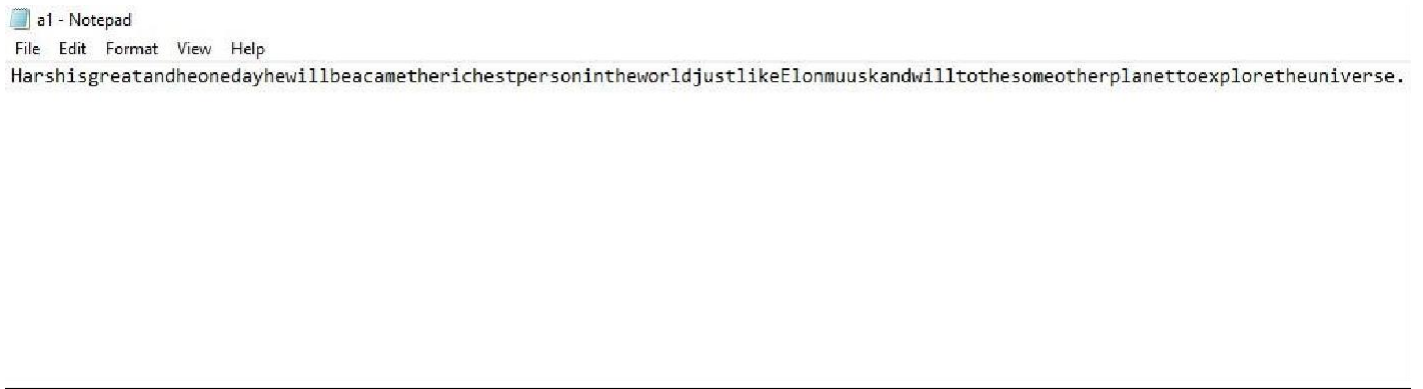 a1 - Notepad
File Edit Format View Help
HarshisgreatandheonedayhewillbeacametherichestpersonintheworldjustlikeElonmuuskandwilltothesomeotherplanettoexploretheuniverse.